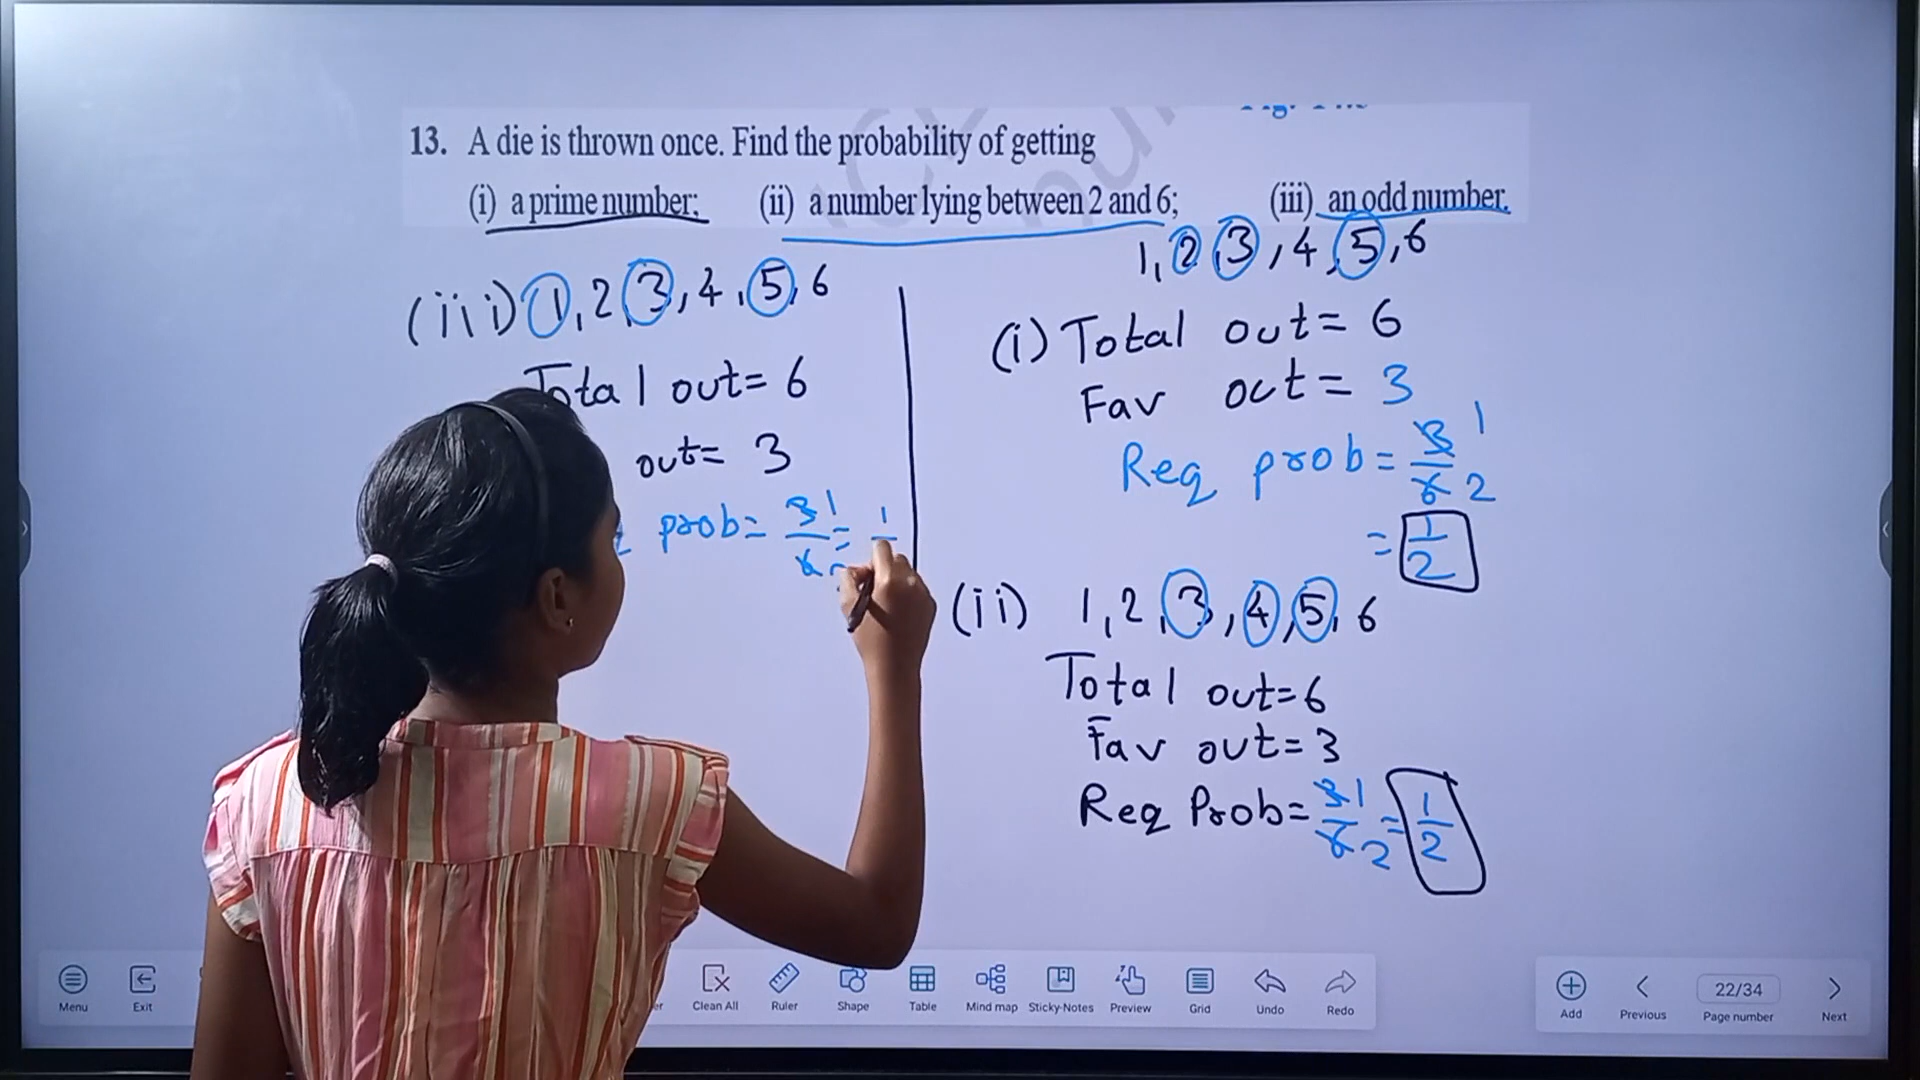 13. A die is thrown once. Find the probability of getting
(i) a prime number; (ii) a number lying between 2 and 6; (iii) an odd number.
1, 2, 3, 4, 5, 6
(i) Total out = 6
Fav out = 3
Req prob = 3/6 1 2
= 1/2
(ii) 1, 2, 3, 4, 5, 6
Total out=6
Fav out=3
Req Prob= 3/6 1 2 = 1/2
(iii) 1, 2, 3, 4, 5, 6
Total out= 6
out= 3
prob= 3/6 1 = 1
Menu
Exit
Clean All
Ruler
Shape
Table
Mind map
Sticky-Notes
Preview
Grid
Undo
Redo
Add
Previous
22/34
Page number
Next